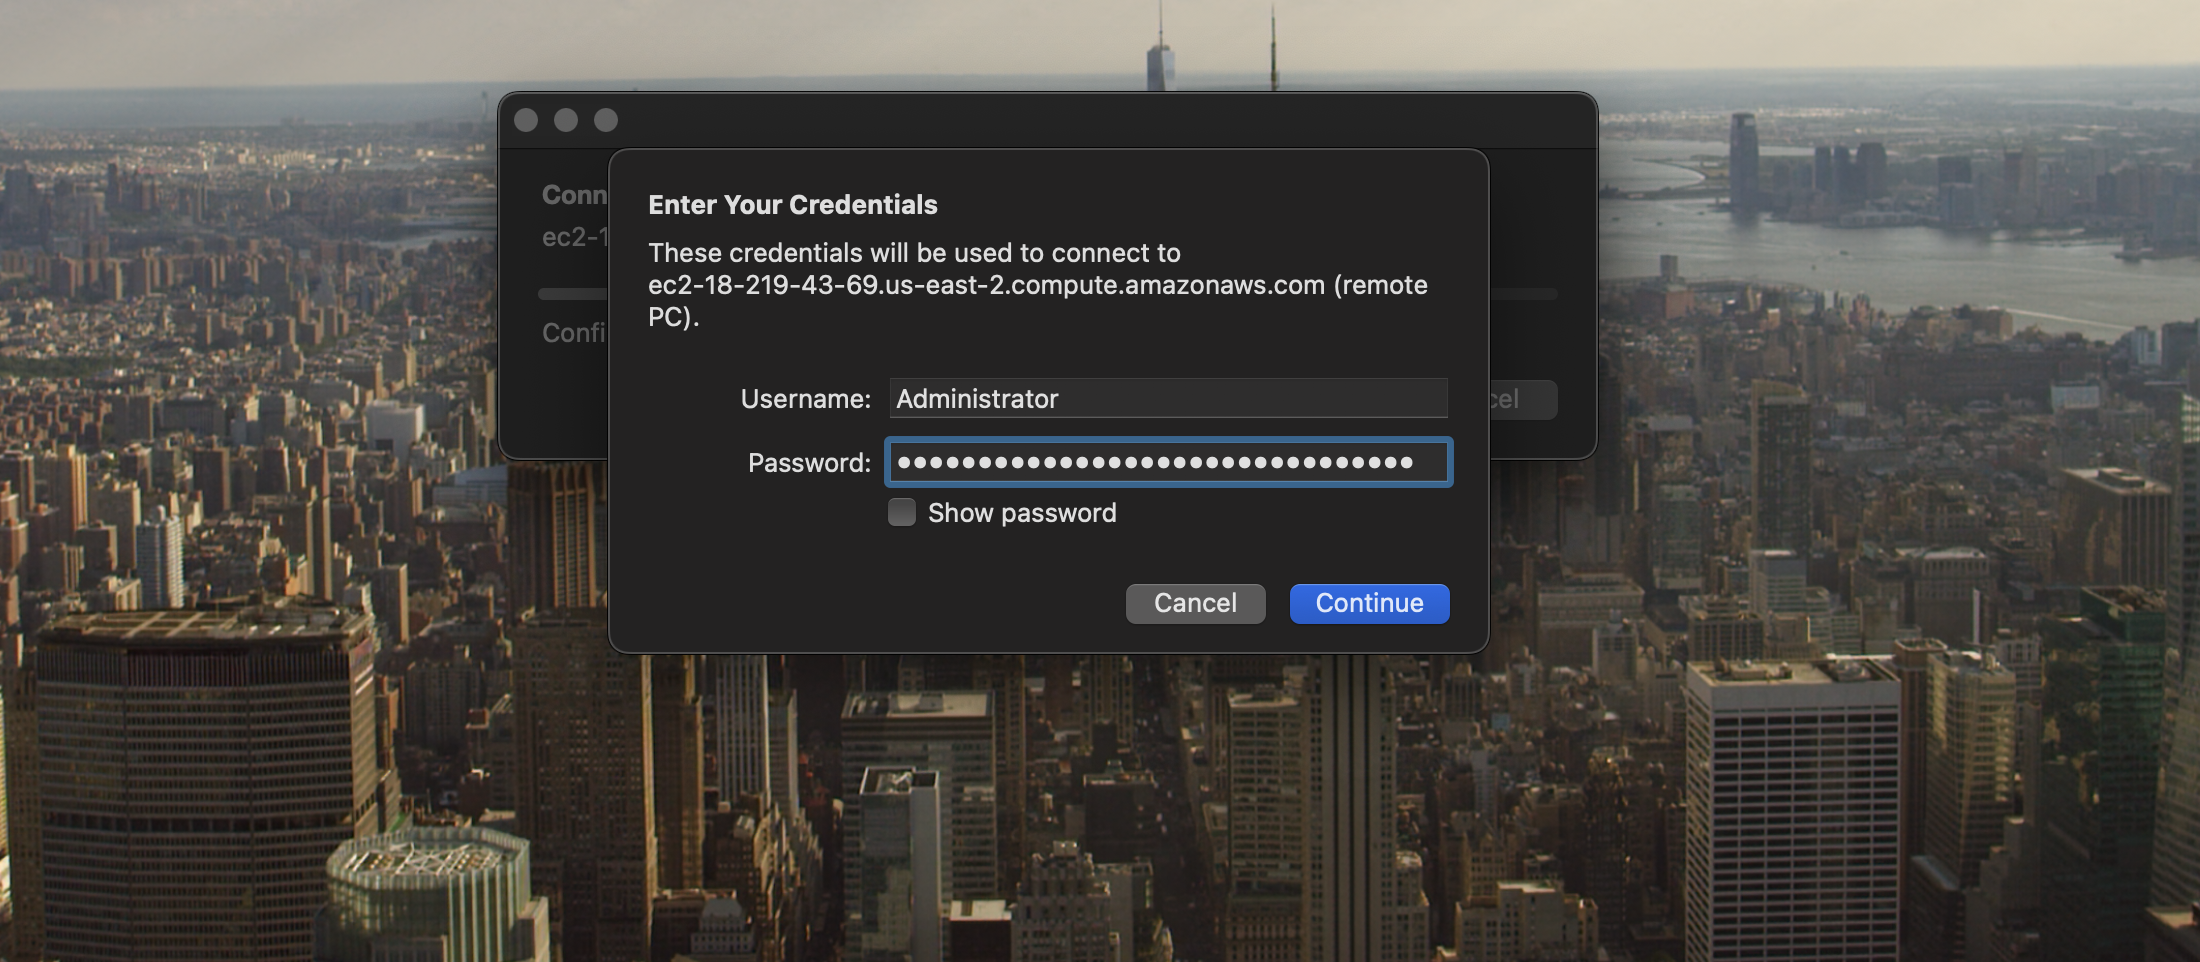 Conn
ec2-1
Confi
cel
Enter Your Credentials
These credentials will be used to connect to
ec2-18-219-43-69.us-east-2.compute.amazonaws.com (remote
PC).
Username: Administrator
Password: ••••••••••••••••••••••••••••••••
Show password
Cancel Continue